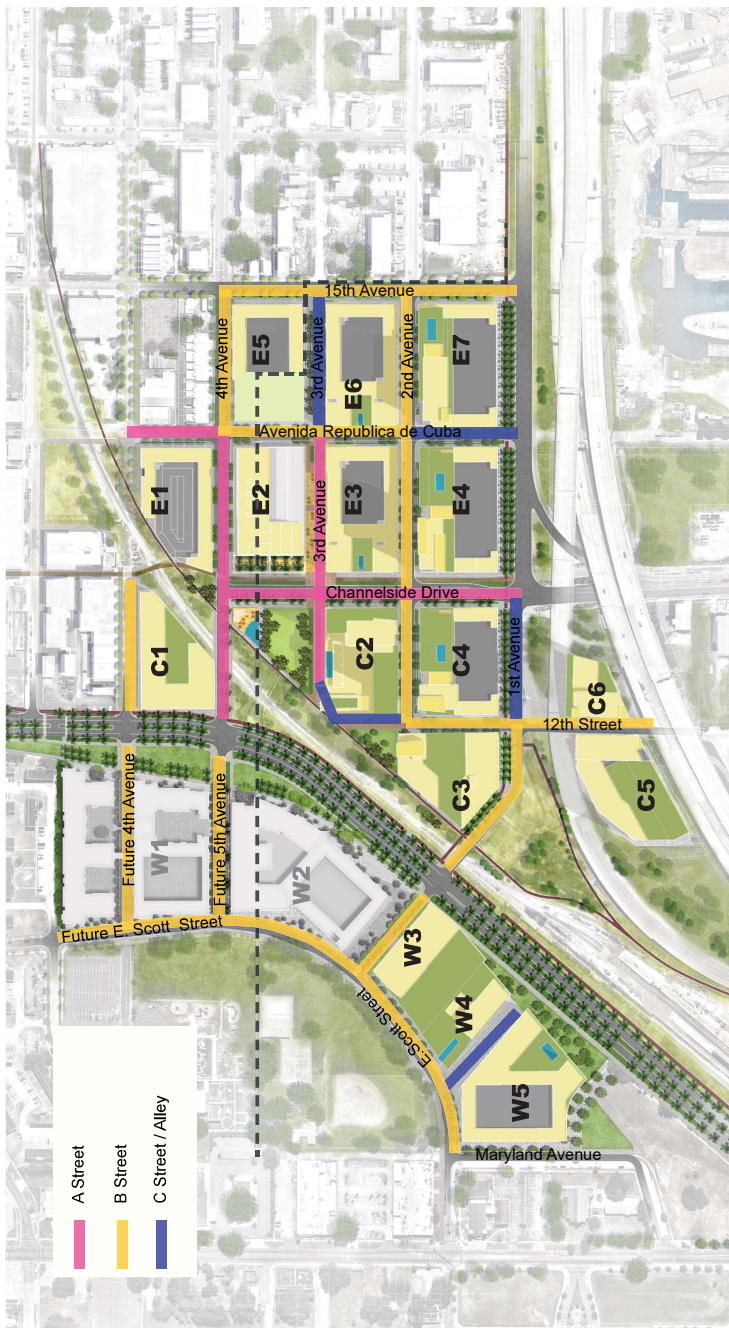 15th Avenue
4th Avenue
E5
3rd Avenue
E6
2nd Avenue
E7
Avenida Republica de Cuba
E1
E2
3rd Avenue
E3
E4
Channelside Drive
C1
C2
C4
1st Avenue
C6
12th Street
C3
C5
Future 4th Avenue
W1
Future 5th Avenue
W2
Future E. Scott Street
W3
E.Scott Street
W4
W5
Maryland Avenue
A Street
B Street
C Street / Alley